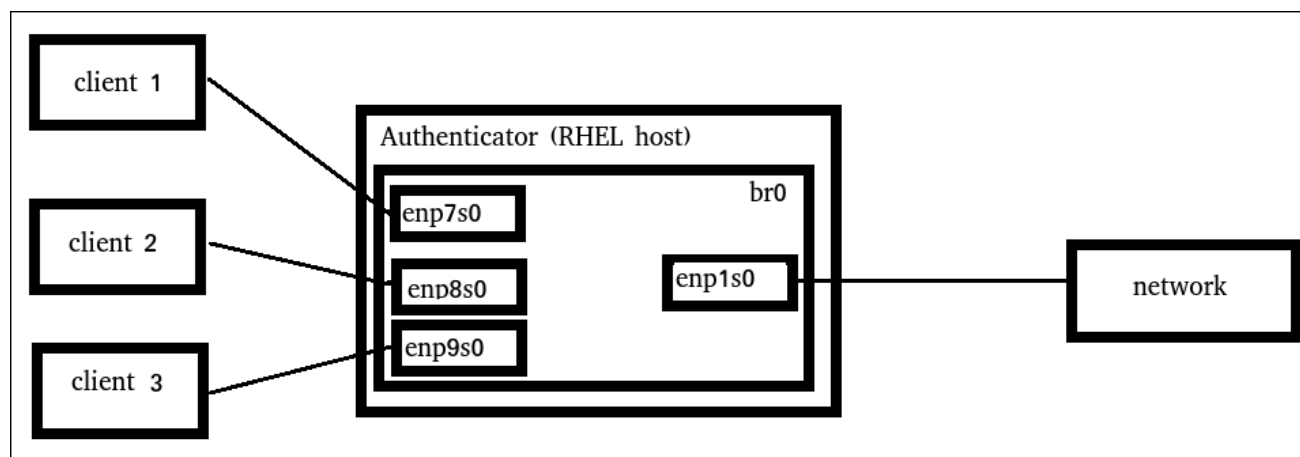 client 1
Authenticator (RHEL host)
br0
enp7s0
client 2
enp8s0
enp1s0
network
enp9s0
client 3